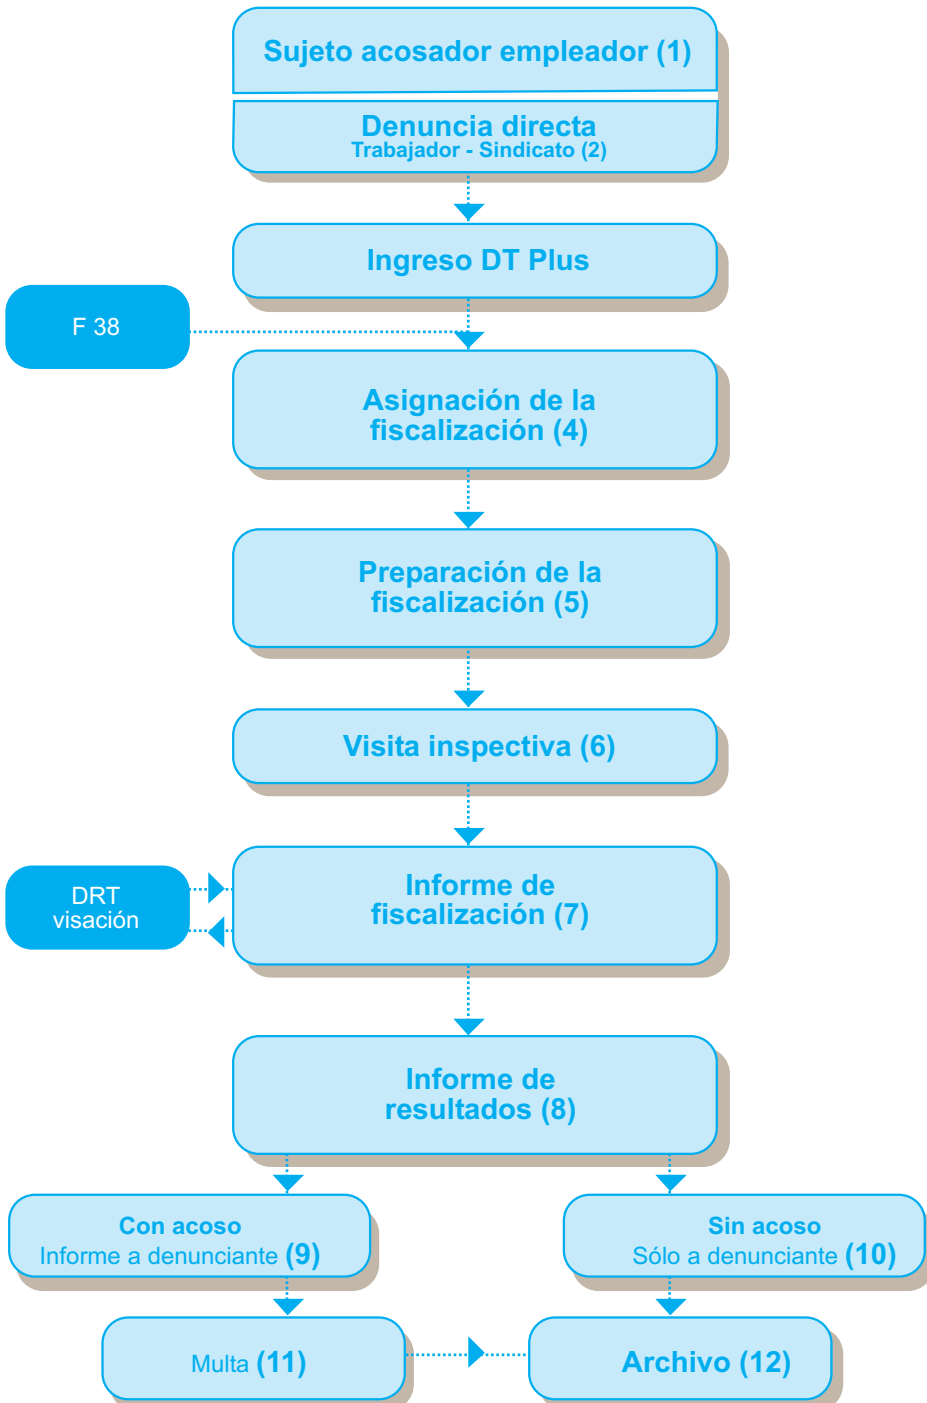 Sujeto acosador empleador (1)
Denuncia directa
Trabajador - Sindicato (2)
Ingreso DT Plus
F 38
Asignación de la
fiscalización (4)
Preparación de la
fiscalización (5)
Visita inspectiva (6)
DRT
visación
Informe de
fiscalización (7)
Informe de
resultados (8)
Con acoso
Informe a denunciante (9)
Sin acoso
Sólo a denunciante (10)
Multa (11)
Archivo (12)